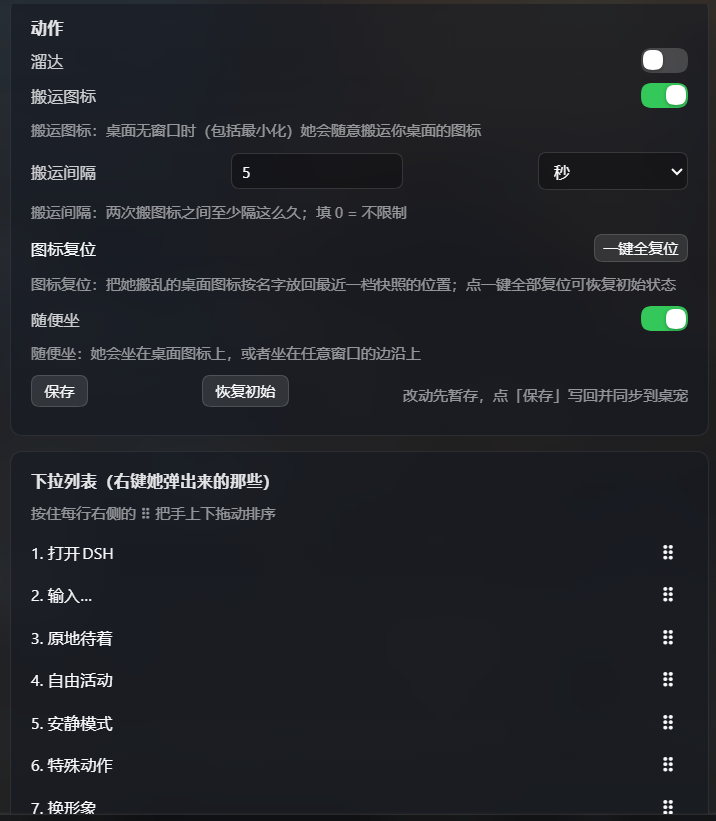 动作
溜达
搬运图标
搬运图标：桌面无窗口时（包括最小化）她会随意搬运你桌面的图标
搬运间隔 5 秒
搬运间隔：两次搬图标之间至少隔这么久；填 0 = 不限制
图标复位 一键全复位
图标复位：把她搬乱的桌面图标按名字放回最近一档快照的位置；点一键全部复位可恢复初始状态
随便坐
随便坐：她会坐在桌面图标上，或者坐在任意窗口的边沿上
保存 恢复初始 改动先暂存，点「保存」写回并同步到桌宠
下拉列表（右键她弹出来的那些）
按住每行右侧的 ⠿ 把手上下拖动排序
1. 打开 DSH
2. 输入...
3. 原地待着
4. 自由活动
5. 安静模式
6. 特殊动作
7. 换形象